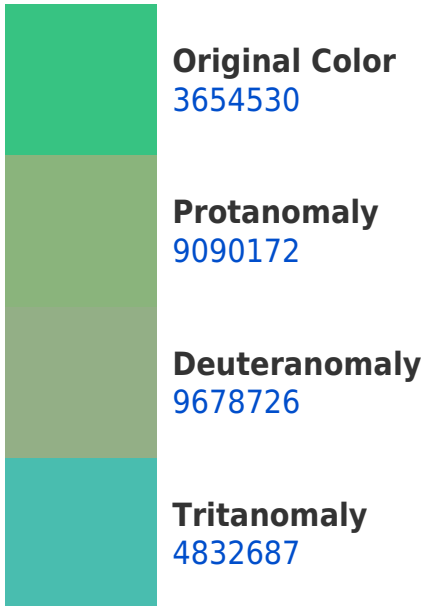 Original Color
3654530
Protanomaly
9090172
Deuteranomaly
9678726
Tritanomaly
4832687